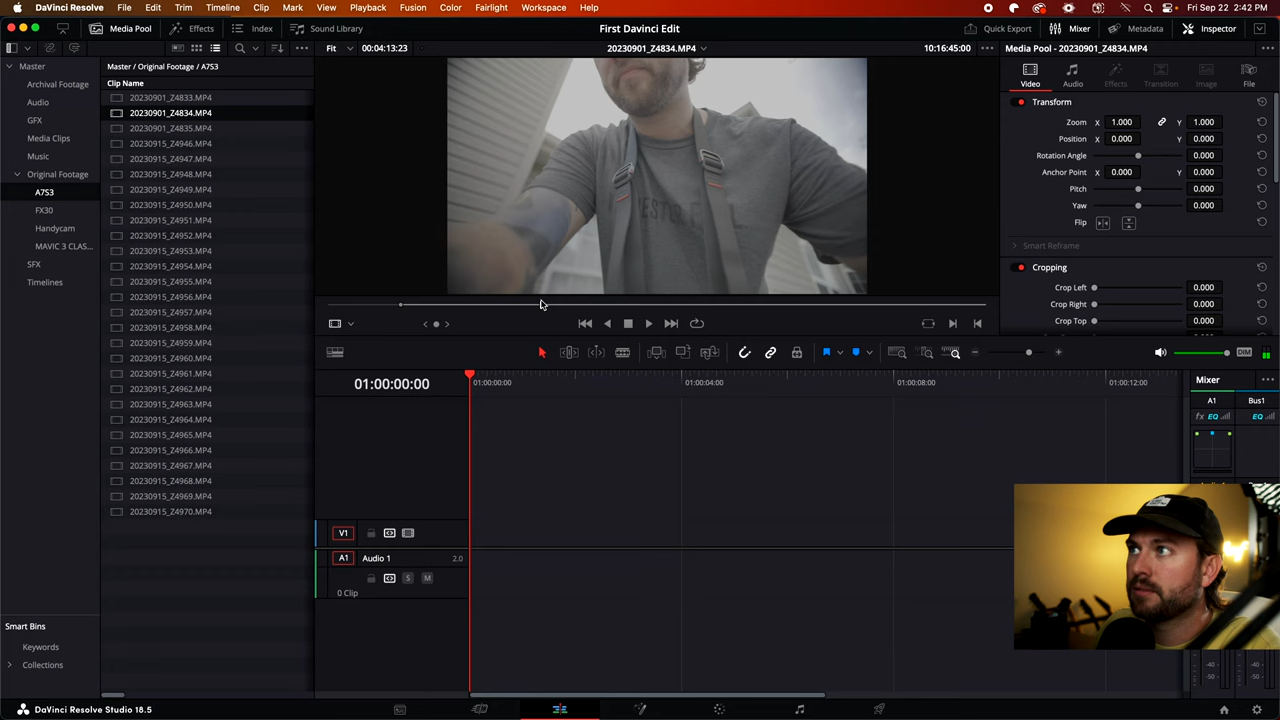 DaVinci Resolve File Edit Trim Timeline Clip Mark View Playback Fusion Color Fairlight Workspace Help Fri Sep 22 2:42 PM
Media Pool Effects Index Sound Library First DaVinci Edit Quick Export Mixer Metadata Inspector
Fit 00:04:13:23 20230901_Z4834.MP4 10:16:45:00 Media Pool - 20230901_Z4834.MP4
Master Master / Original Footage / A7S3
Video Audio Effects Transition Image File
Clip Name
Archival Footage
Audio
GFX
Media Clips
Music
Original Footage
A7S3
FX30
Handycam
MAVIC 3 CLAS...
SFX
Timelines
20230901_Z4833.MP4
20230901_Z4834.MP4
20230901_Z4835.MP4
20230915_Z4946.MP4
20230915_Z4947.MP4
20230915_Z4948.MP4
20230915_Z4949.MP4
20230915_Z4950.MP4
20230915_Z4951.MP4
20230915_Z4952.MP4
20230915_Z4953.MP4
20230915_Z4954.MP4
20230915_Z4955.MP4
20230915_Z4956.MP4
20230915_Z4957.MP4
20230915_Z4958.MP4
20230915_Z4959.MP4
20230915_Z4960.MP4
20230915_Z4961.MP4
20230915_Z4962.MP4
20230915_Z4963.MP4
20230915_Z4964.MP4
20230915_Z4965.MP4
20230915_Z4966.MP4
20230915_Z4967.MP4
20230915_Z4968.MP4
20230915_Z4969.MP4
20230915_Z4970.MP4
Transform
Zoom X 1.000 Y 1.000
Position X 0.000 Y 0.000
Rotation Angle 0.000
Anchor Point X 0.000 Y 0.000
Pitch 0.000
Yaw 0.000
Flip
Smart Reframe
Cropping
Crop Left 0.000
Crop Right 0.000
Crop Top 0.000
DIM
01:00:00:00 01:00:00:00 01:00:04:00 01:00:08:00 01:00:12:00
Mixer
A1 Bus1
fx EQ EQ
V1
A1 Audio 1 2.0
S M
0 Clip
Smart Bins
Keywords
Collections
-40 -40
-50 -50
DaVinci Resolve Studio 18.5